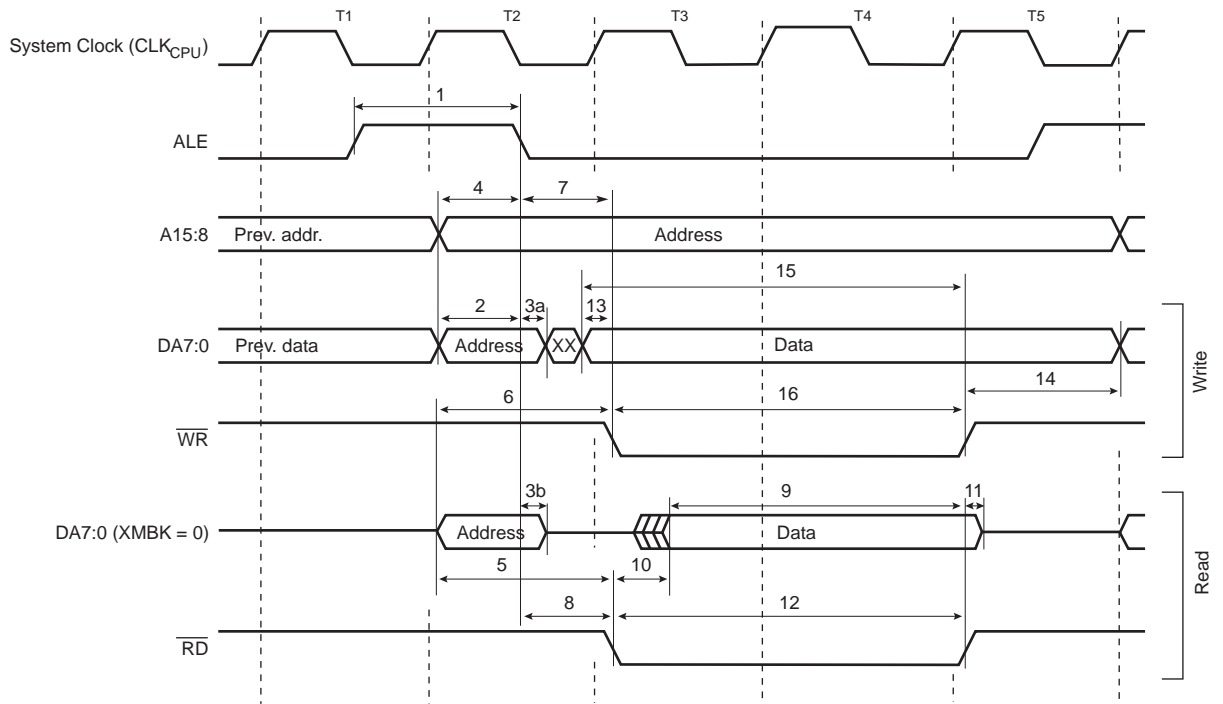 T1 T2 T3 T4 T5
System Clock (CLKCPU)
1
ALE
4 7
A15:8 Prev. addr. Address
15
2 3a 13
DA7:0 Prev. data Address XX Data
14
Write
6 16
WR
3b 9 11
DA7:0 (XMBK = 0) Address Data
5 10
Read
8 12
RD